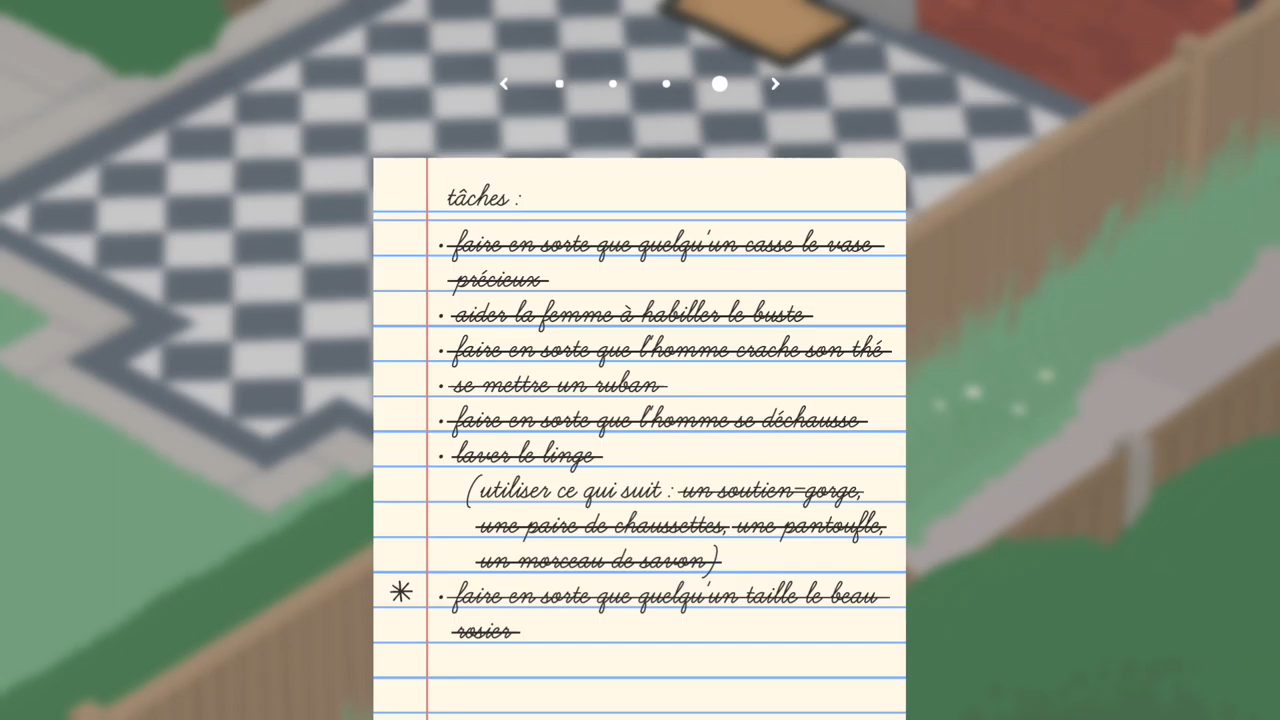 tâches :
• faire en sorte que quelqu'un casse le vase
précieux
• aider la femme à habiller le buste
• faire en sorte que l'homme crache son thé
• se mettre un ruban
• faire en sorte que l'homme se déchausse
• laver le linge
(utiliser ce qui suit : un soutien-gorge,
une paire de chaussettes, une pantoufle,
un morceau de savon)
• faire en sorte que quelqu'un taille le beau
rosier